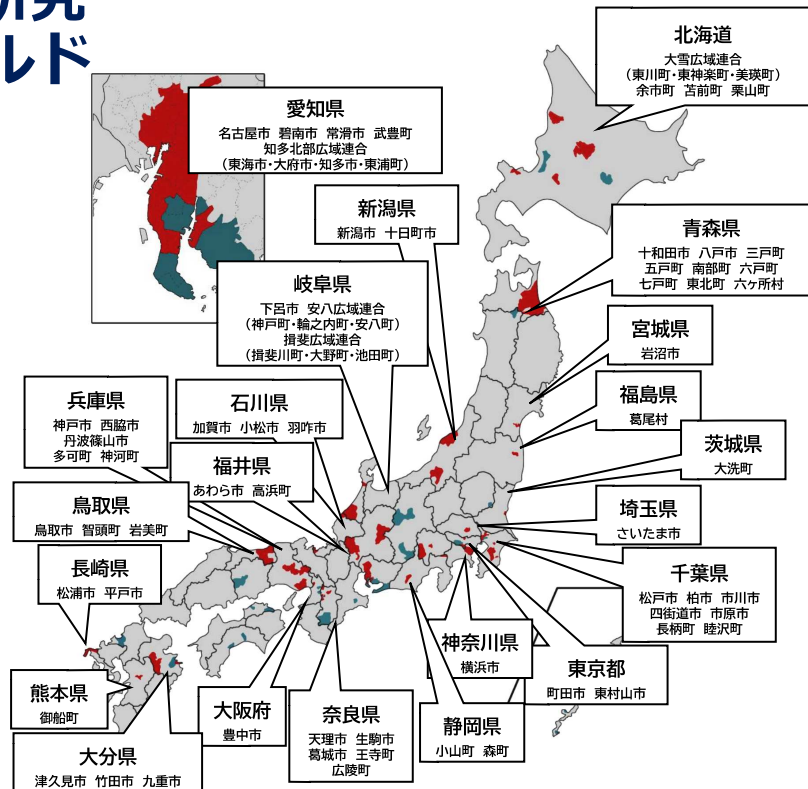 ルド
北海道
大雪広域連合
（東川町・東神楽町・美瑛町）
余市町 苫前町 栗山町
愛知県
名古屋市 碧南市 常滑市 武豊町
知多北部広域連合
（東海市・大府市・知多市・東浦町）
新潟県
新潟市 十日町市
青森県
十和田市 八戸市 三戸町
五戸町 南部町 六戸町
七戸町 東北町 六ヶ所村
岐阜県
下呂市 安八広域連合
（神戸町・輪之内町・安八町）
揖斐広域連合
（揖斐川町・大野町・池田町）
宮城県
岩沼市
兵庫県
神戸市 西脇市
丹波篠山市
多可町 神河町
石川県
加賀市 小松市 羽咋市
福島県
葛尾村
茨城県
大洗町
福井県
あわら市 高浜町
鳥取県
鳥取市 智頭町 岩美町
埼玉県
さいたま市
長崎県
松浦市 平戸市
千葉県
松戸市 柏市 市川市
四街道市 市原市
長柄町 睦沢町
神奈川県
横浜市
東京都
町田市 東村山市
熊本県
御船町
大阪府
豊中市
奈良県
天理市 生駒市
葛城市 王寺町
広陵町
静岡県
小山町 森町
大分県
津久見市 竹田市 九重市